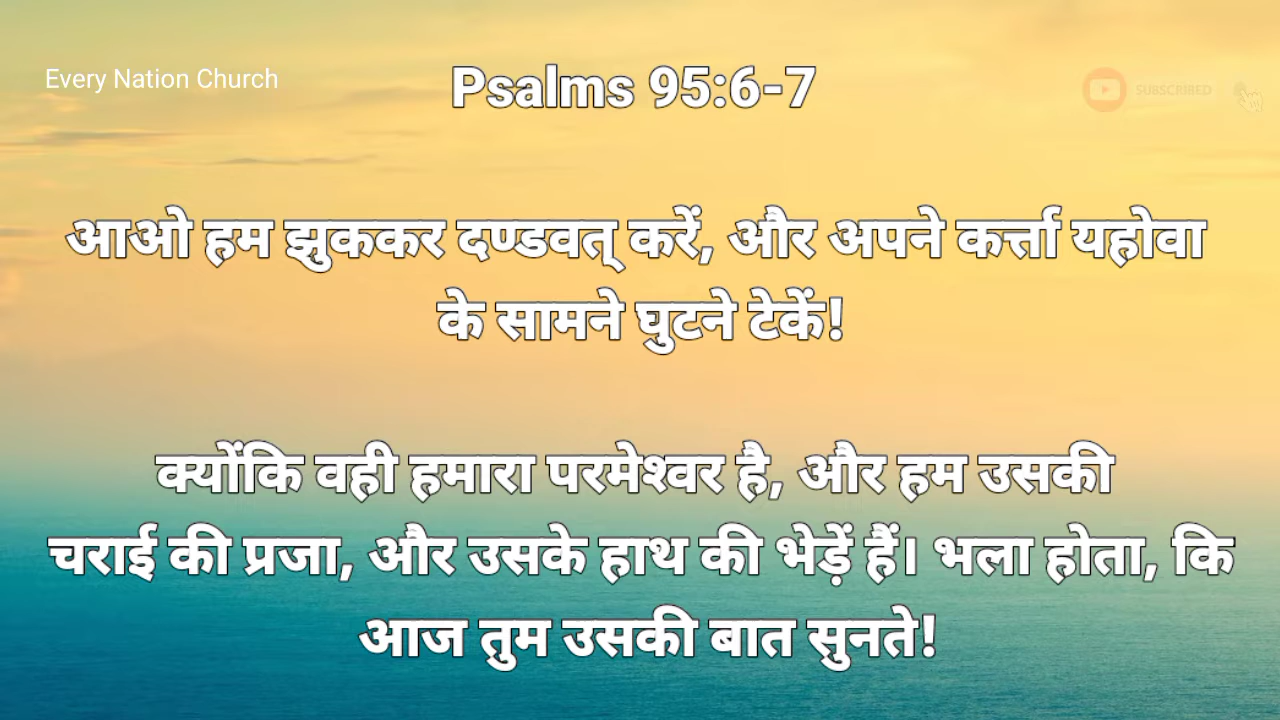 Every Nation Church
Psalms 95:6-7
SUBSCRIBED
आओ हम झुककर दण्डवत् करें, और अपने कर्त्ता यहोवा
के सामने घुटने टेकें!
क्योंकि वही हमारा परमेश्वर है, और हम उसकी
चराई की प्रजा, और उसके हाथ की भेड़ें हैं। भला होता, कि
आज तुम उसकी बात सुनते!